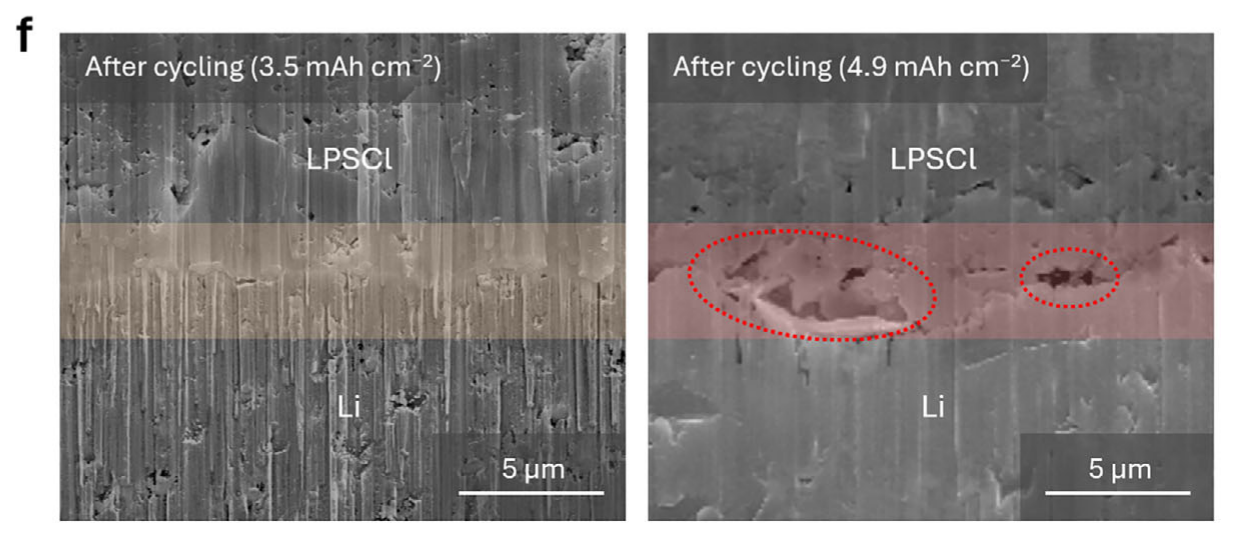 f
After cycling (3.5 mAh cm⁻²)
LPSCl
Li
5 μm
After cycling (4.9 mAh cm⁻²)
LPSCl
Li
5 μm